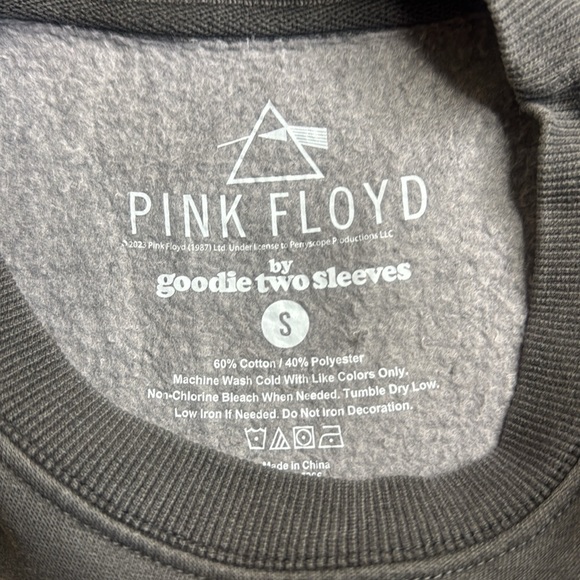 PINK FLOYD
© 2023 Pink Floyd (1987) Ltd. Under license to Perryscope Productions LLC
by
goodie two sleeves
S
60% Cotton / 40% Polyester
Machine Wash Cold With Like Colors Only.
Non-Chlorine Bleach When Needed. Tumble Dry Low.
Low Iron If Needed. Do Not Iron Decoration.
Made in China